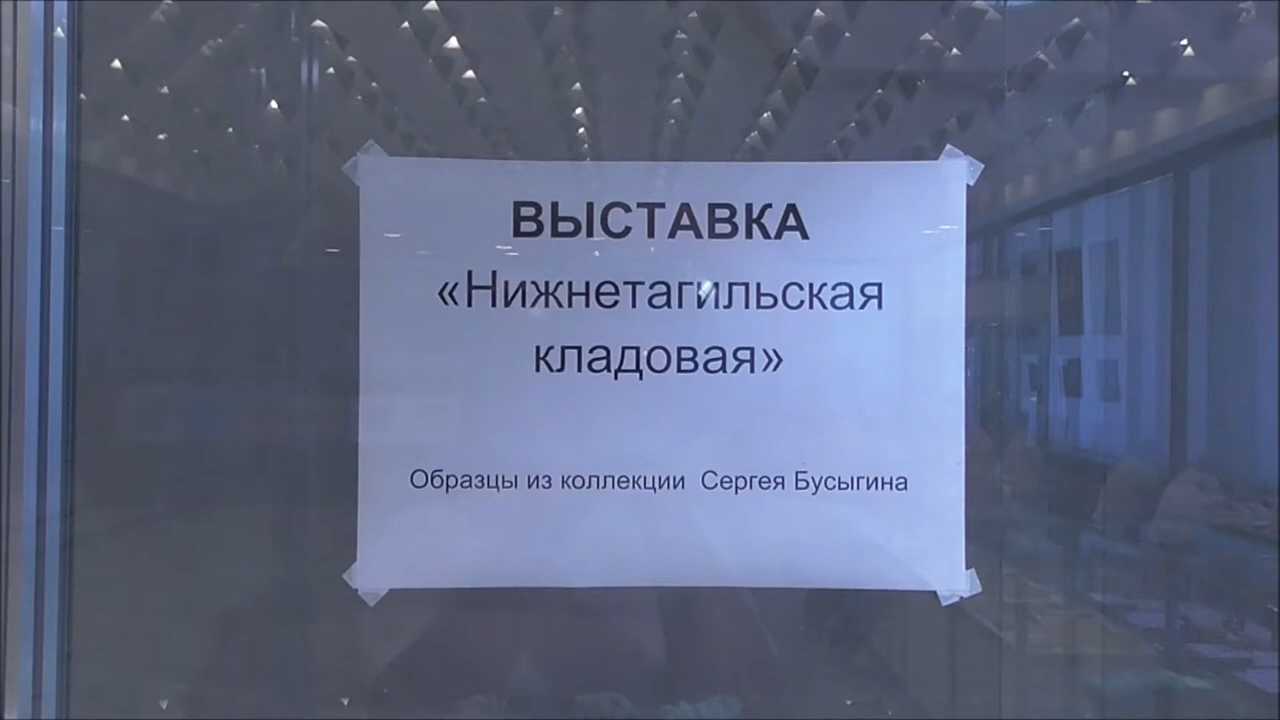 ВЫСТАВКА
«Нижнетагильская
кладовая»
Образцы из коллекции Сергея Бусыгина